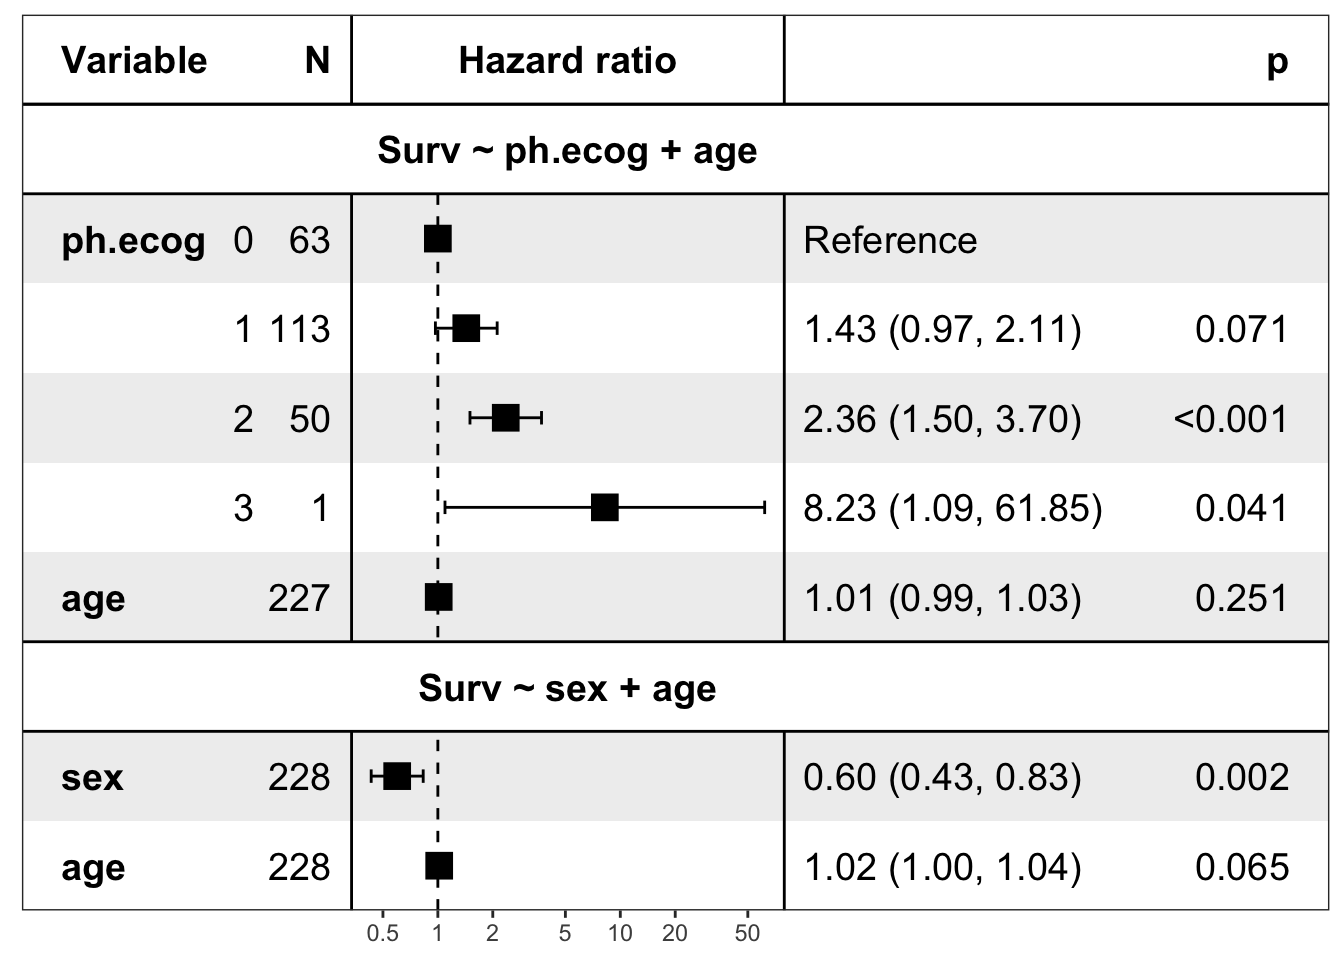 Variable N Hazard ratio p
Surv ~ ph.ecog + age
ph.ecog 0 63 Reference
1 113 1.43 (0.97, 2.11) 0.071
2 50 2.36 (1.50, 3.70) <0.001
3 1 8.23 (1.09, 61.85) 0.041
age 227 1.01 (0.99, 1.03) 0.251
Surv ~ sex + age
sex 228 0.60 (0.43, 0.83) 0.002
age 228 1.02 (1.00, 1.04) 0.065
0.5 1 2 5 10 20 50